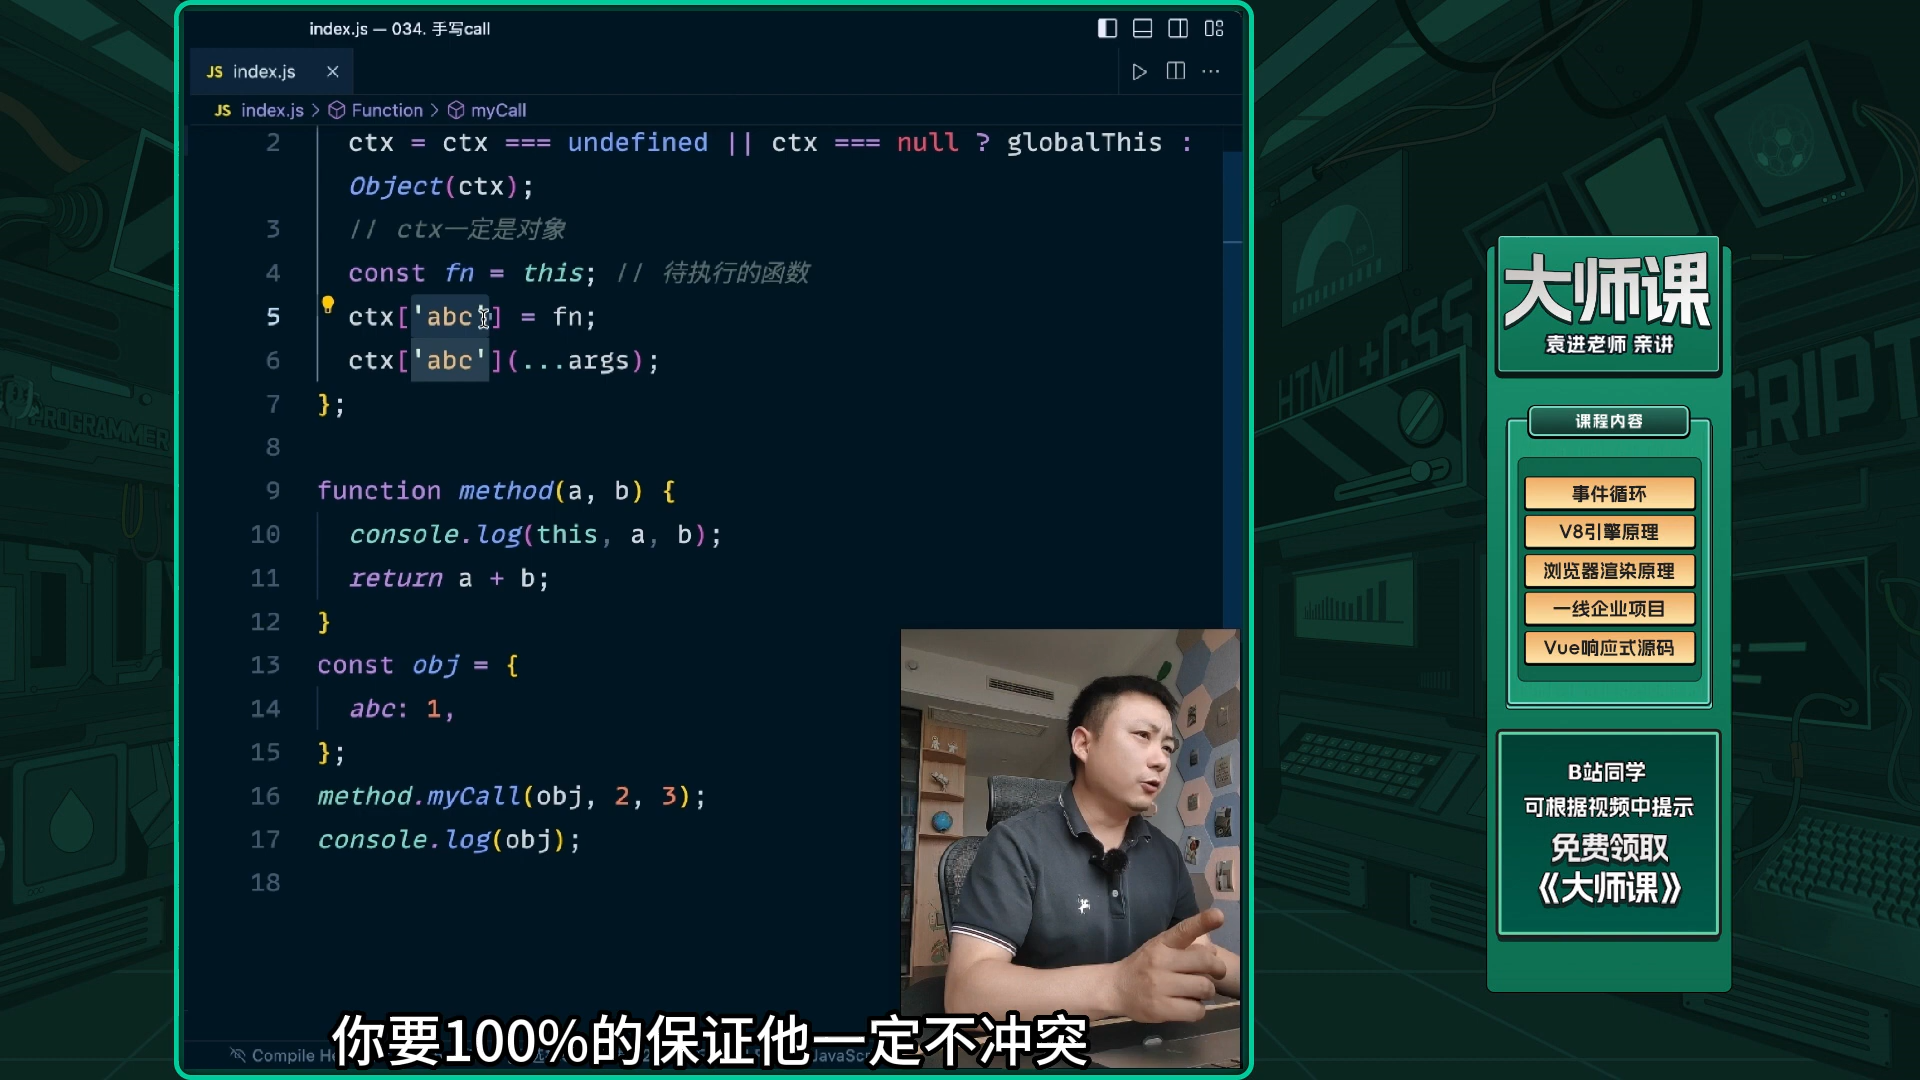 index.js — 034. 手写call
JS index.js
JS index.js > Function > myCall
2 ctx = ctx === undefined || ctx === null ? globalThis :
Object(ctx);
3 // ctx一定是对象
4 const fn = this; // 待执行的函数
5 ctx['abc'] = fn;
6 ctx['abc'](...args);
7 };
8
9 function method(a, b) {
10 console.log(this, a, b);
11 return a + b;
12 }
13 const obj = {
14 abc: 1,
15 };
16 method.myCall(obj, 2, 3);
17 console.log(obj);
18
你要100%的保证他一定不冲突
大师课
袁进老师 亲讲
课程内容
事件循环
V8引擎原理
浏览器渲染原理
一线企业项目
Vue响应式源码
B站同学
可根据视频中提示
免费领取
《大师课》
PROGRAMMER
HTML+CSS
Compile